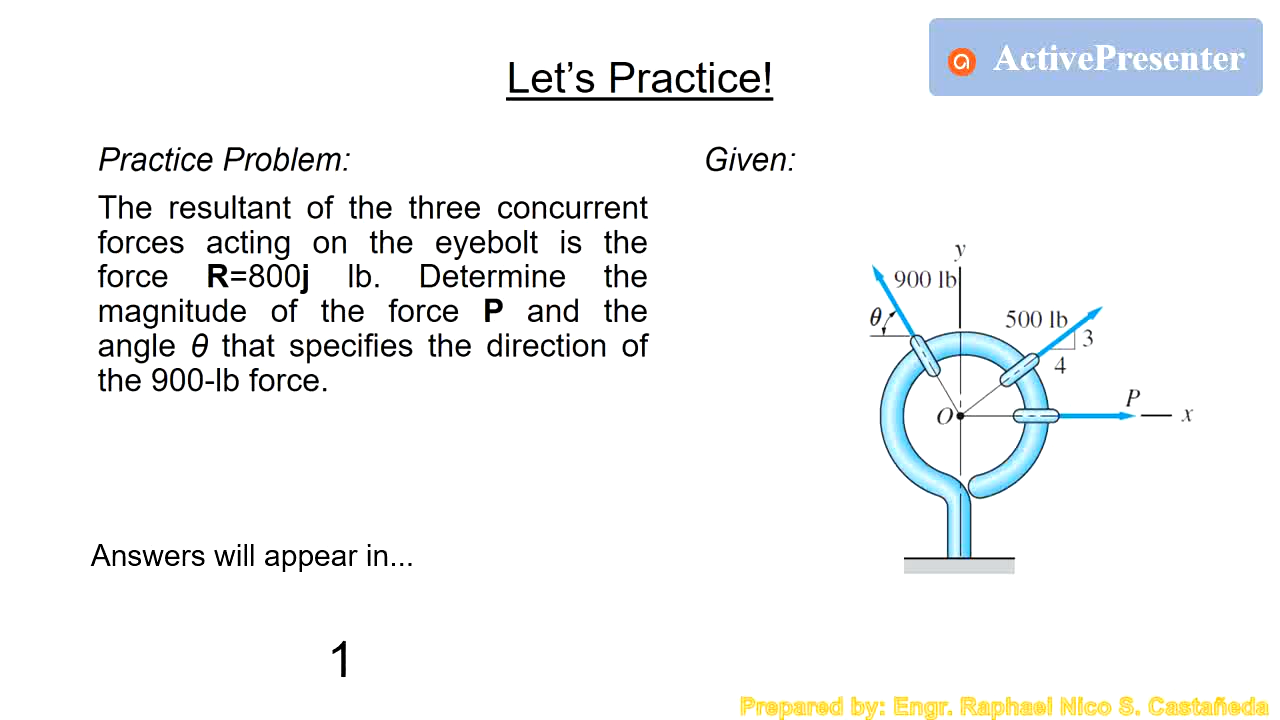 ActivePresenter
Let’s Practice!
Practice Problem:
Given:
The resultant of the three concurrent
forces acting on the eyebolt is the
force R=800j lb. Determine the
magnitude of the force P and the
angle θ that specifies the direction of
the 900-lb force.
y
900 lb
θ
500 lb
3
4
P
O
x
Answers will appear in...
1
Prepared by: Engr. Raphael Nico S. Castañeda